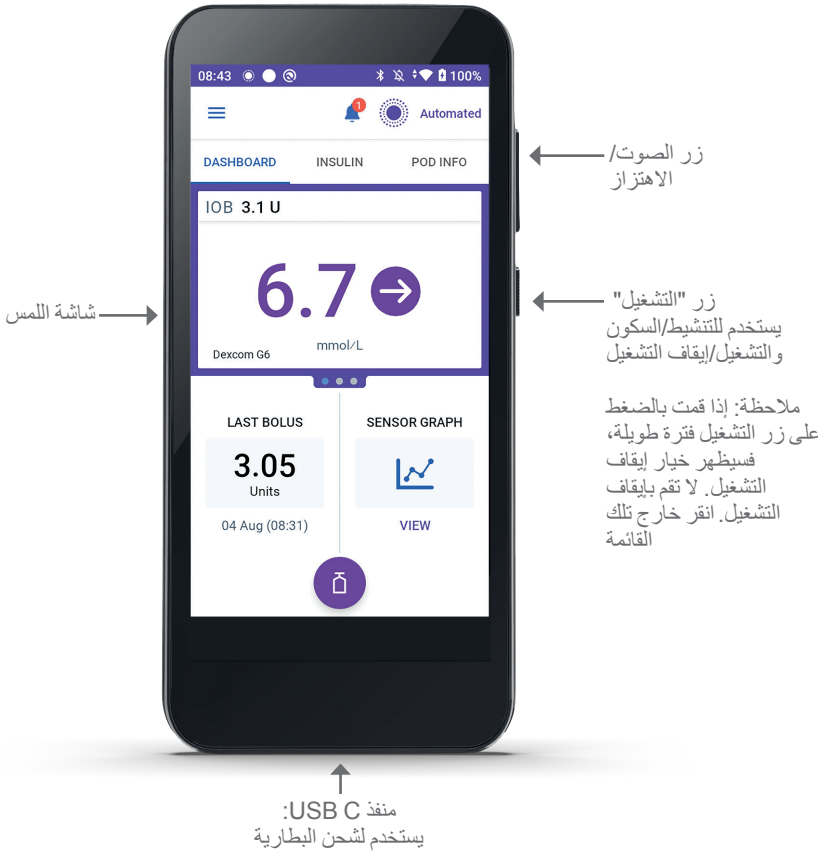 08:43
100%
1
Automated
DASHBOARD INSULIN POD INFO
IOB 3.1 U
6.7
mmol/L
Dexcom G6
LAST BOLUS
3.05
Units
04 Aug (08:31)
SENSOR GRAPH
VIEW
زر الصوت/
الاهتزاز
زر "التشغيل"
يستخدم للتنشيط/السكون
والتشغيل/إيقاف التشغيل
ملاحظة: إذا قمت بالضغط
على زر التشغيل فترة طويلة،
فسيظهر خيار إيقاف
التشغيل. لا تقم بإيقاف
التشغيل. انقر خارج تلك
القائمة
شاشة اللمس
منفذ USB C:
يستخدم لشحن البطارية